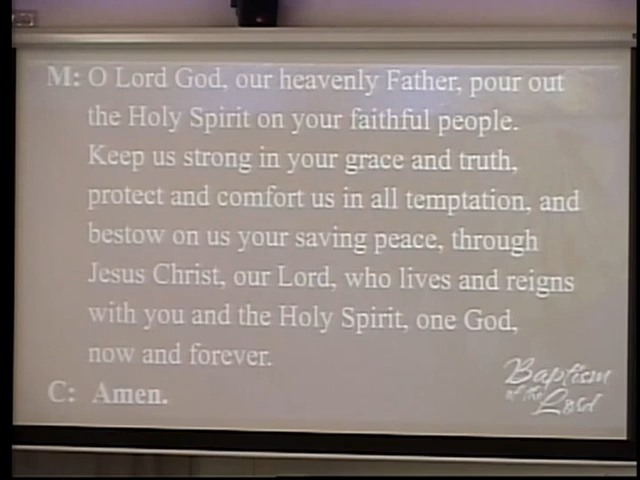 M: O Lord God, our heavenly Father, pour out
the Holy Spirit on your faithful people.
Keep us strong in your grace and truth,
protect and comfort us in all temptation, and
bestow on us your saving peace, through
Jesus Christ, our Lord, who lives and reigns
with you and the Holy Spirit, one God,
now and forever.
C: Amen.
Baptism
of the
Lord